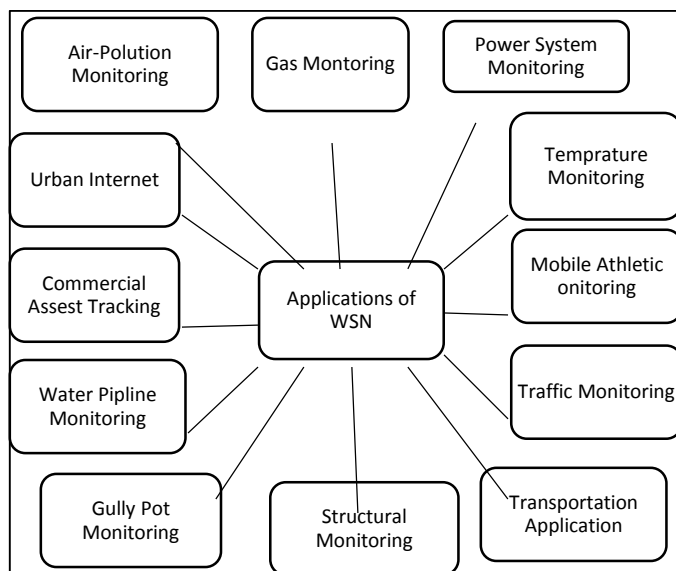 Air-Polution
Monitoring
Gas Montoring
Power System
Monitoring
Urban Internet
Temprature
Monitoring
Commercial
Assest Tracking
Applications of
WSN
Mobile Athletic
onitoring
Water Pipline
Monitoring
Traffic Monitoring
Gully Pot
Monitoring
Structural
Monitoring
Transportation
Application